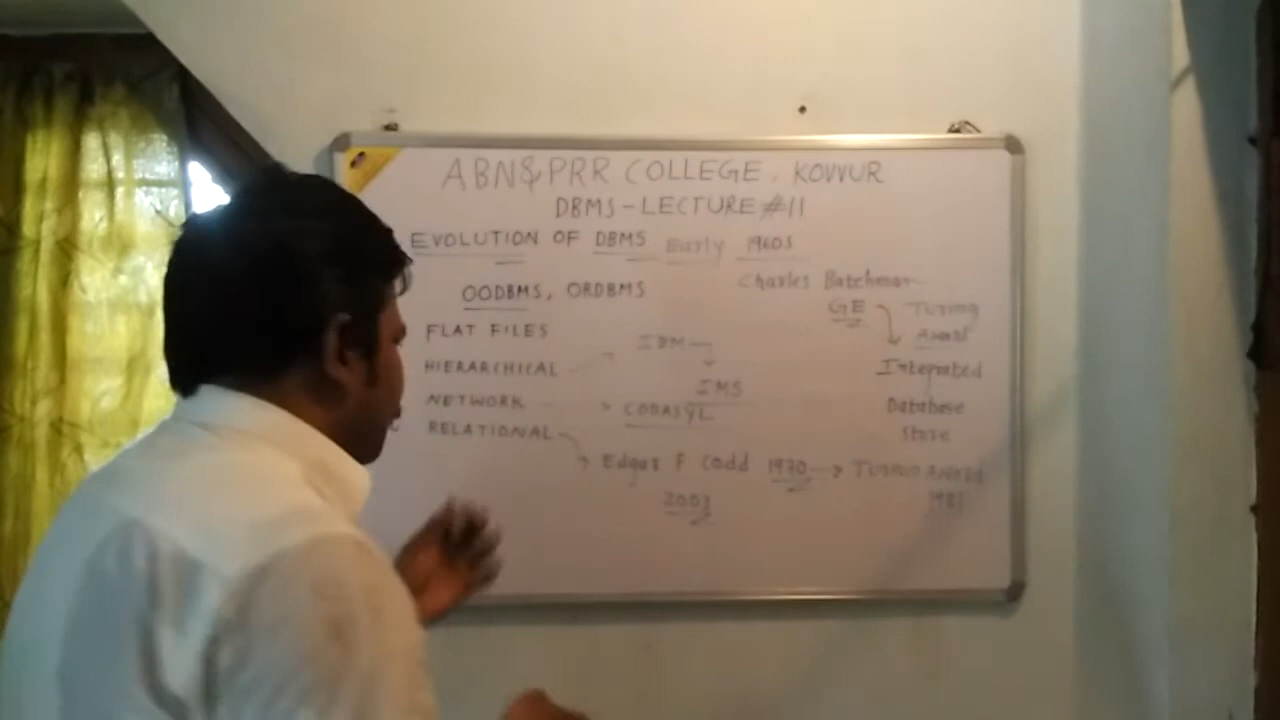 ABN&PRR COLLEGE, KOVVUR
DBMS-LECTURE #11
EVOLUTION OF DBMS Early 1960s
OODBMS, ORDBMS
Charles Batchman
GE Turing
Award
FLAT FILES
IBM
HIERARCHICAL
Integrated
IMS
NETWORK
CODASYL
Database
RELATIONAL
Store
Edgar F Codd 1970 TURING AWARD
2003 1981